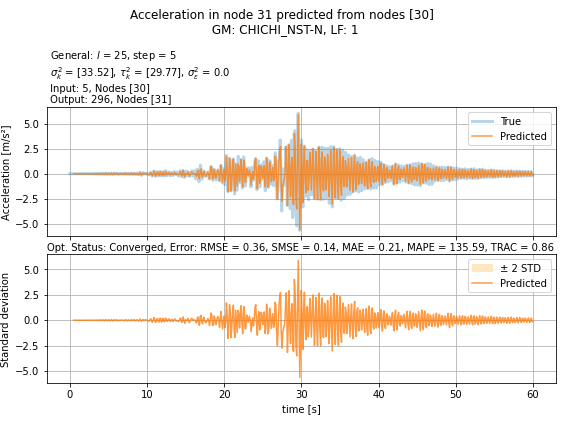 Acceleration in node 31 predicted from nodes [30]
GM: CHICHI_NST-N, LF: 1
General: l = 25, step = 5
σ²ₖ = [33.52], τ²ₖ = [29.77], σ²ε = 0.0
Input: 5, Nodes [30]
Output: 296, Nodes [31]
Acceleration [m/s²]
5.0
2.5
0.0
−2.5
−5.0
True
Predicted
Opt. Status: Converged, Error: RMSE = 0.36, SMSE = 0.14, MAE = 0.21, MAPE = 135.59, TRAC = 0.86
Standard deviation
5.0
2.5
0.0
−2.5
−5.0
± 2 STD
Predicted
0 10 20 30 40 50 60
time [s]